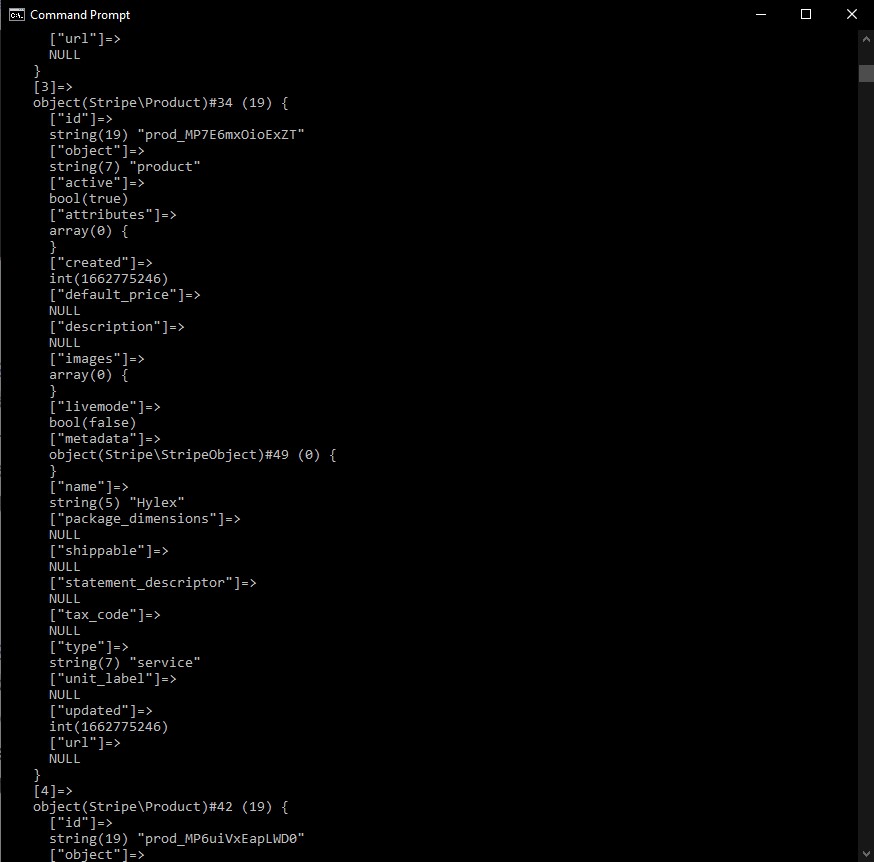 Command Prompt
["url"]=>
NULL
}
[3]=>
object(Stripe\Product)#34 (19) {
["id"]=>
string(19) "prod_MP7E6mxOioExZT"
["object"]=>
string(7) "product"
["active"]=>
bool(true)
["attributes"]=>
array(0) {
}
["created"]=>
int(1662775246)
["default_price"]=>
NULL
["description"]=>
NULL
["images"]=>
array(0) {
}
["livemode"]=>
bool(false)
["metadata"]=>
object(Stripe\StripeObject)#49 (0) {
}
["name"]=>
string(5) "Hylex"
["package_dimensions"]=>
NULL
["shippable"]=>
NULL
["statement_descriptor"]=>
NULL
["tax_code"]=>
NULL
["type"]=>
string(7) "service"
["unit_label"]=>
NULL
["updated"]=>
int(1662775246)
["url"]=>
NULL
}
[4]=>
object(Stripe\Product)#42 (19) {
["id"]=>
string(19) "prod_MP6uiVxEapLWD0"
["object"]=>